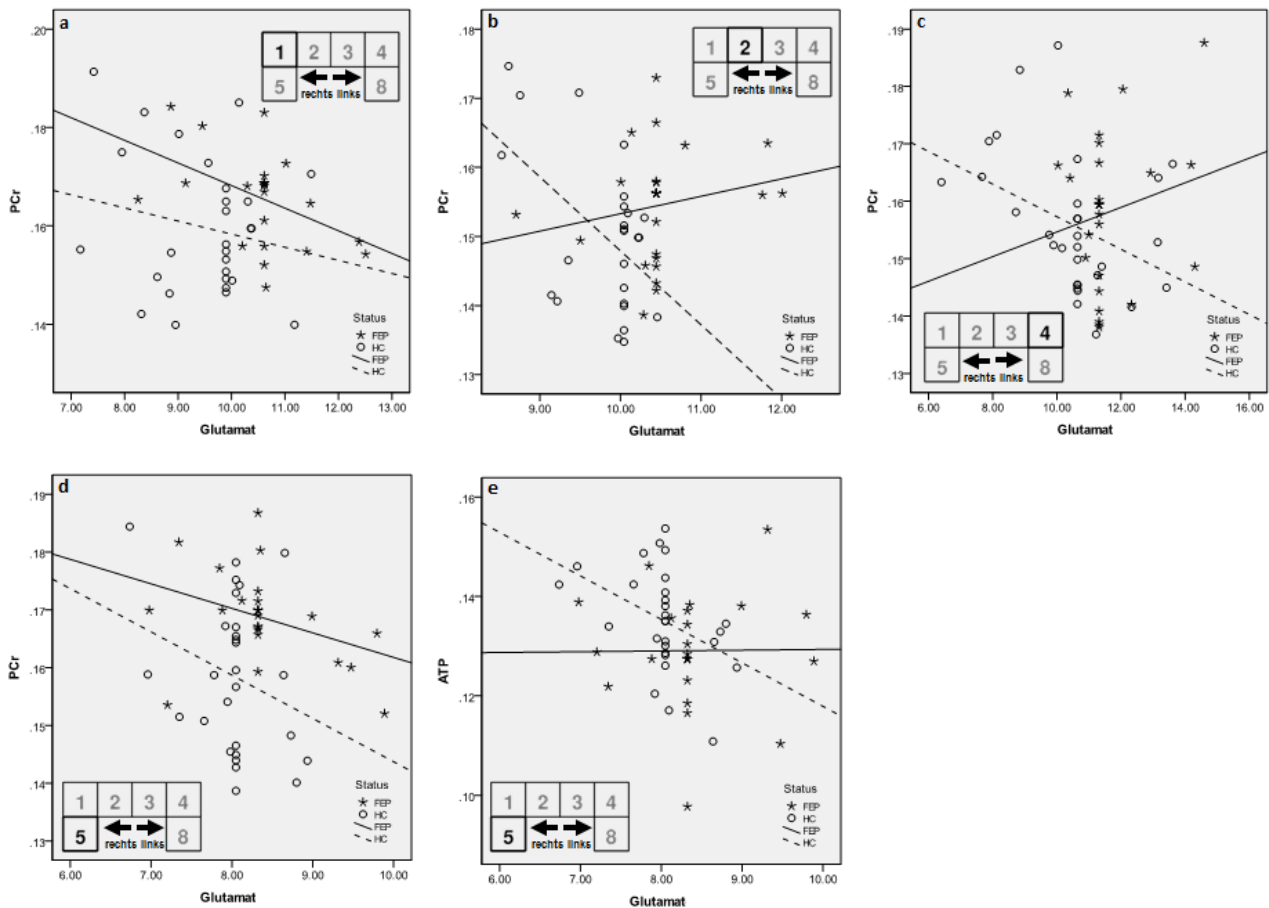 a
.20
.18
.16
.14
PCr
1 2 3 4
5 8
rechts links
Status
FEP
HC
FEP
HC
7.00 8.00 9.00 10.00 11.00 12.00 13.00
Glutamat
b
.18
.17
.16
.15
.14
.13
PCr
1 2 3 4
5 8
rechts links
Status
FEP
HC
FEP
HC
9.00 10.00 11.00 12.00
Glutamat
c
.19
.18
.17
.16
.15
.14
.13
PCr
1 2 3 4
5 8
rechts links
Status
FEP
HC
FEP
HC
6.00 8.00 10.00 12.00 14.00 16.00
Glutamat
d
.19
.18
.17
.16
.15
.14
.13
PCr
1 2 3 4
5 8
rechts links
Status
FEP
HC
FEP
HC
6.00 7.00 8.00 9.00 10.00
Glutamat
e
.16
.14
.12
.10
ATP
1 2 3 4
5 8
rechts links
Status
FEP
HC
FEP
HC
6.00 7.00 8.00 9.00 10.00
Glutamat